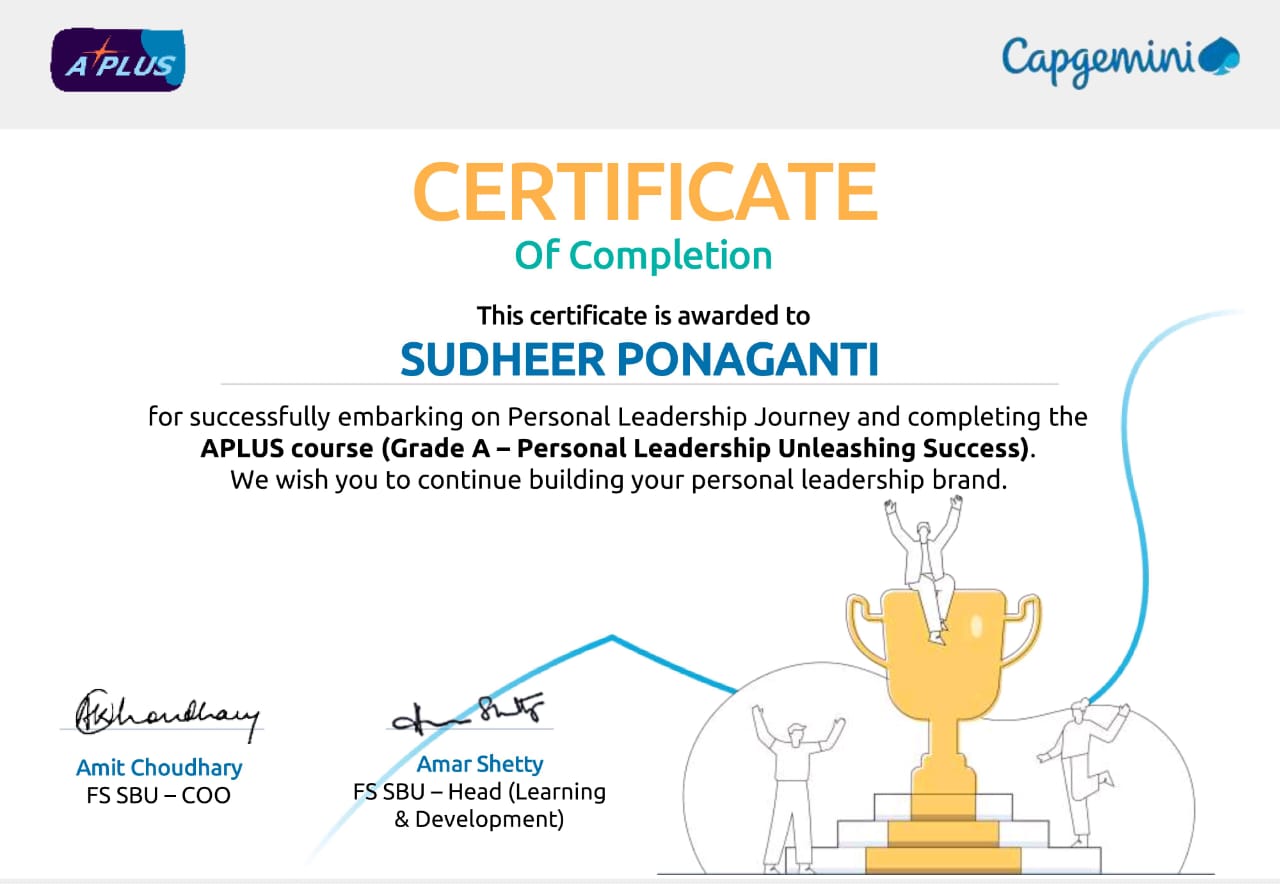 APLUS
Capgemini
CERTIFICATE
Of Completion
This certificate is awarded to
SUDHEER PONAGANTI
for successfully embarking on Personal Leadership Journey and completing the
APLUS course (Grade A – Personal Leadership Unleashing Success).
We wish you to continue building your personal leadership brand.
AKChoudhary
Amar Shetty
Amit Choudhary
FS SBU – COO
Amar Shetty
FS SBU – Head (Learning
& Development)